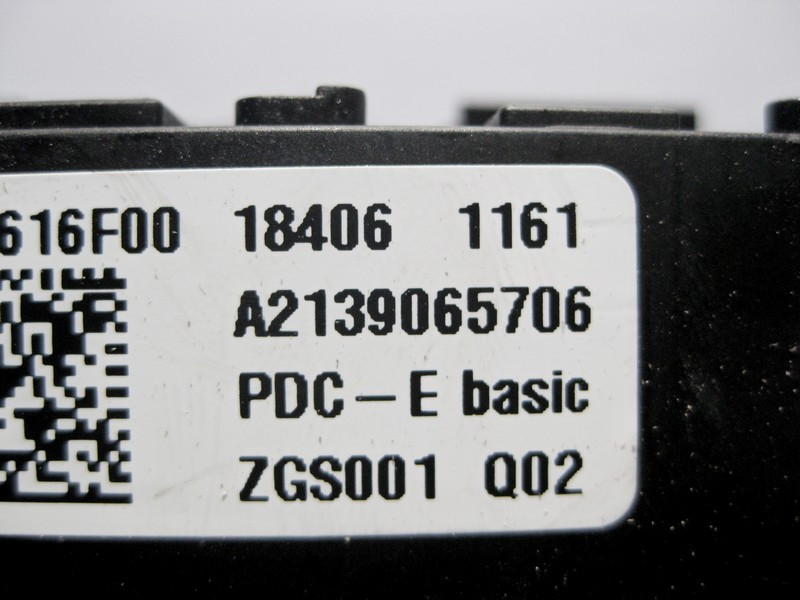 616F00 18406 1161
A2139065706
PDC-E basic
ZGS001 Q02